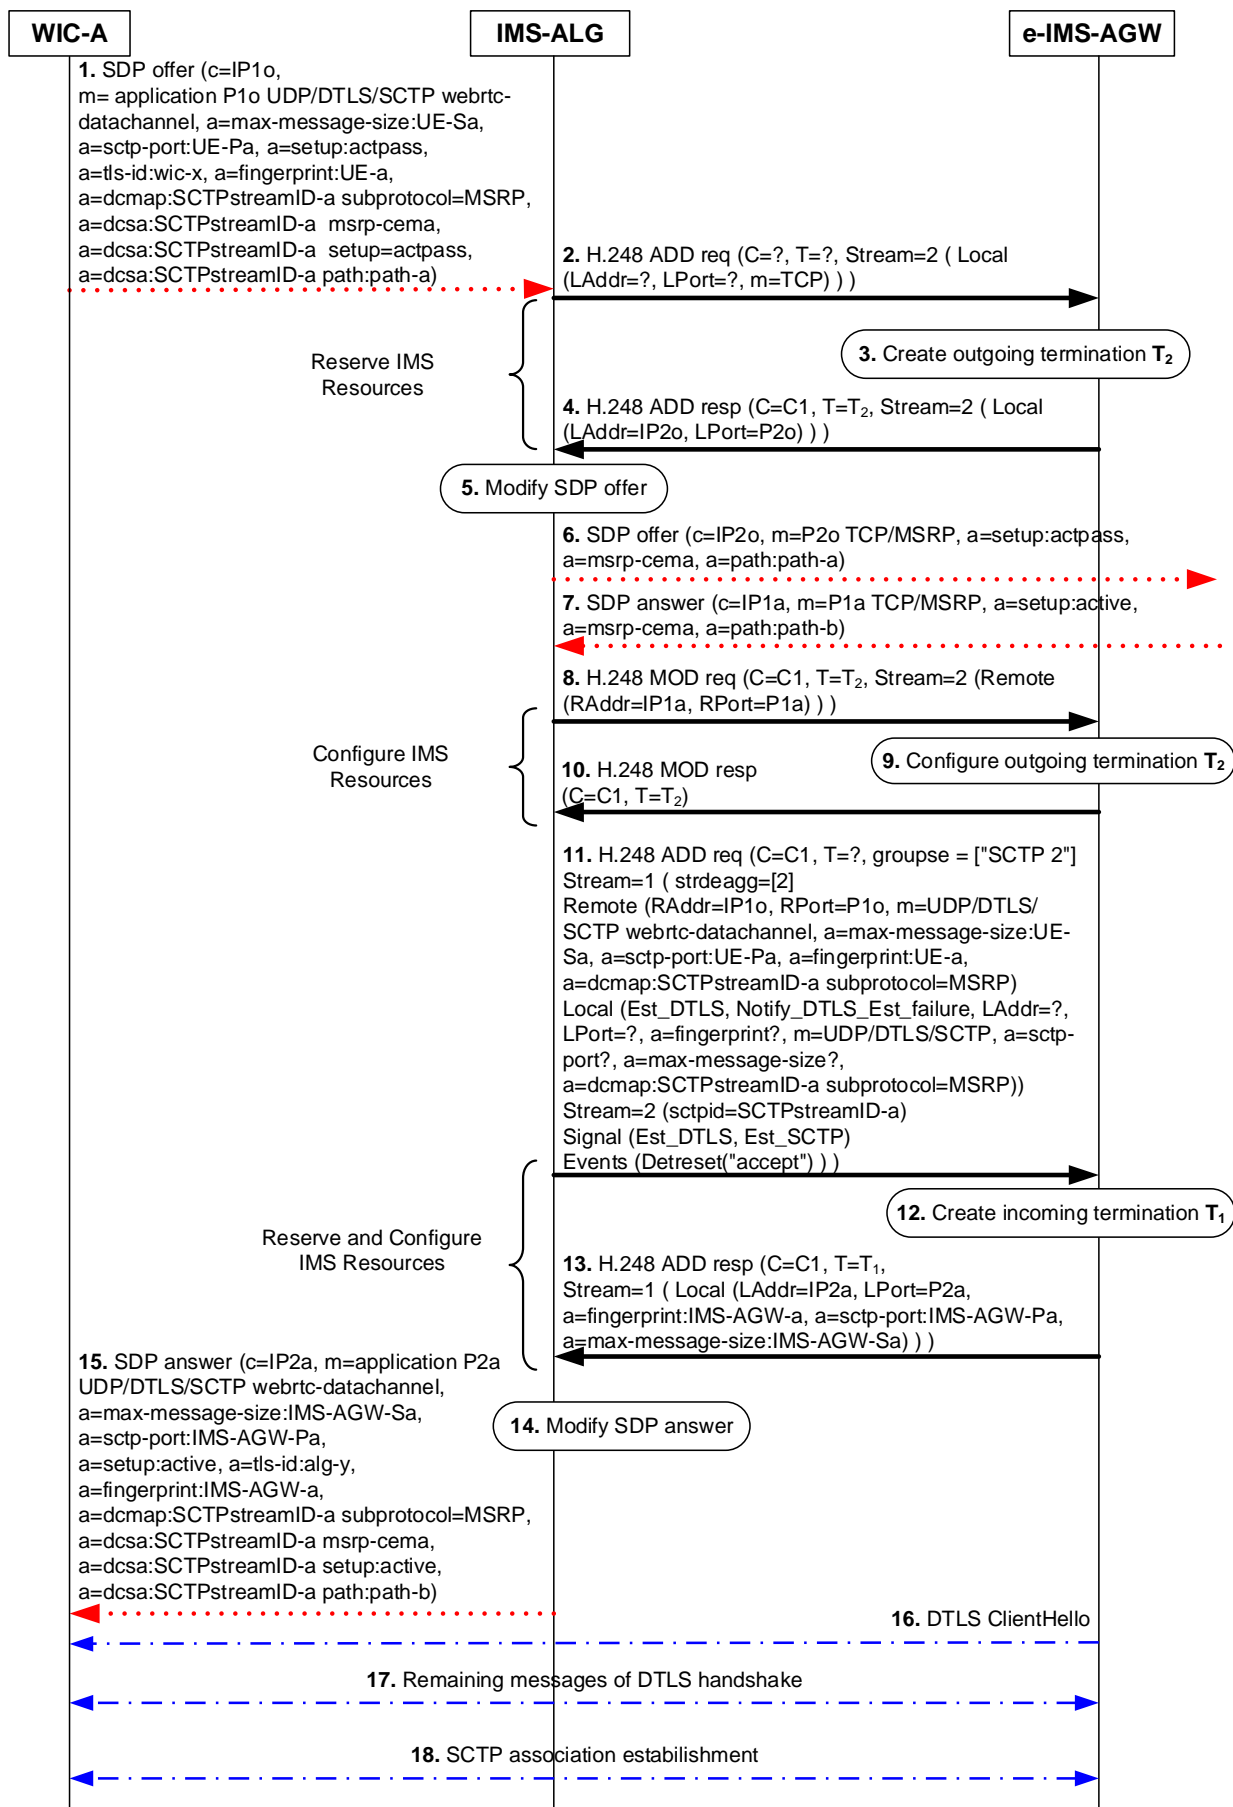 WIC-A
IMS-ALG
e-IMS-AGW
1. SDP offer (c=IP1o,
m= application P1o UDP/DTLS/SCTP webrtc-
datachannel, a=max-message-size:UE-Sa,
a=sctp-port:UE-Pa, a=setup:actpass,
a=tls-id:wic-x, a=fingerprint:UE-a,
a=dcmap:SCTPstreamID-a subprotocol=MSRP,
a=dcsa:SCTPstreamID-a  msrp-cema,
a=dcsa:SCTPstreamID-a  setup=actpass,
a=dcsa:SCTPstreamID-a path:path-a)
2. H.248 ADD req (C=?, T=?, Stream=2 ( Local
(LAddr=?, LPort=?, m=TCP) ) )
Reserve IMS
Resources
3. Create outgoing termination T2
4. H.248 ADD resp (C=C1, T=T2, Stream=2 ( Local
(LAddr=IP2o, LPort=P2o) ) )
5. Modify SDP offer
6. SDP offer (c=IP2o, m=P2o TCP/MSRP, a=setup:actpass,
a=msrp-cema, a=path:path-a)
7. SDP answer (c=IP1a, m=P1a TCP/MSRP, a=setup:active,
a=msrp-cema, a=path:path-b)
8. H.248 MOD req (C=C1, T=T2, Stream=2 (Remote
(RAddr=IP1a, RPort=P1a) ) )
Configure IMS
Resources
9. Configure outgoing termination T2
10. H.248 MOD resp
(C=C1, T=T2)
11. H.248 ADD req (C=C1, T=?, groupse = ["SCTP 2"]
Stream=1 ( strdeagg=[2]
Remote (RAddr=IP1o, RPort=P1o, m=UDP/DTLS/
SCTP webrtc-datachannel, a=max-message-size:UE-
Sa, a=sctp-port:UE-Pa, a=fingerprint:UE-a,
a=dcmap:SCTPstreamID-a subprotocol=MSRP)
Local (Est_DTLS, Notify_DTLS_Est_failure, LAddr=?,
LPort=?, a=fingerprint?, m=UDP/DTLS/SCTP, a=sctp-
port?, a=max-message-size?,
a=dcmap:SCTPstreamID-a subprotocol=MSRP))
Stream=2 (sctpid=SCTPstreamID-a)
Signal (Est_DTLS, Est_SCTP)
Events (Detreset("accept") ) )
12. Create incoming termination T1
Reserve and Configure
IMS Resources
13. H.248 ADD resp (C=C1, T=T1,
Stream=1 ( Local (LAddr=IP2a, LPort=P2a,
a=fingerprint:IMS-AGW-a, a=sctp-port:IMS-AGW-Pa,
a=max-message-size:IMS-AGW-Sa) ) )
14. Modify SDP answer
15. SDP answer (c=IP2a, m=application P2a
UDP/DTLS/SCTP webrtc-datachannel,
a=max-message-size:IMS-AGW-Sa,
a=sctp-port:IMS-AGW-Pa,
a=setup:active, a=tls-id:alg-y,
a=fingerprint:IMS-AGW-a,
a=dcmap:SCTPstreamID-a subprotocol=MSRP,
a=dcsa:SCTPstreamID-a msrp-cema,
a=dcsa:SCTPstreamID-a setup:active,
a=dcsa:SCTPstreamID-a path:path-b)
16. DTLS ClientHello
17. Remaining messages of DTLS handshake
18. SCTP association estabilishment